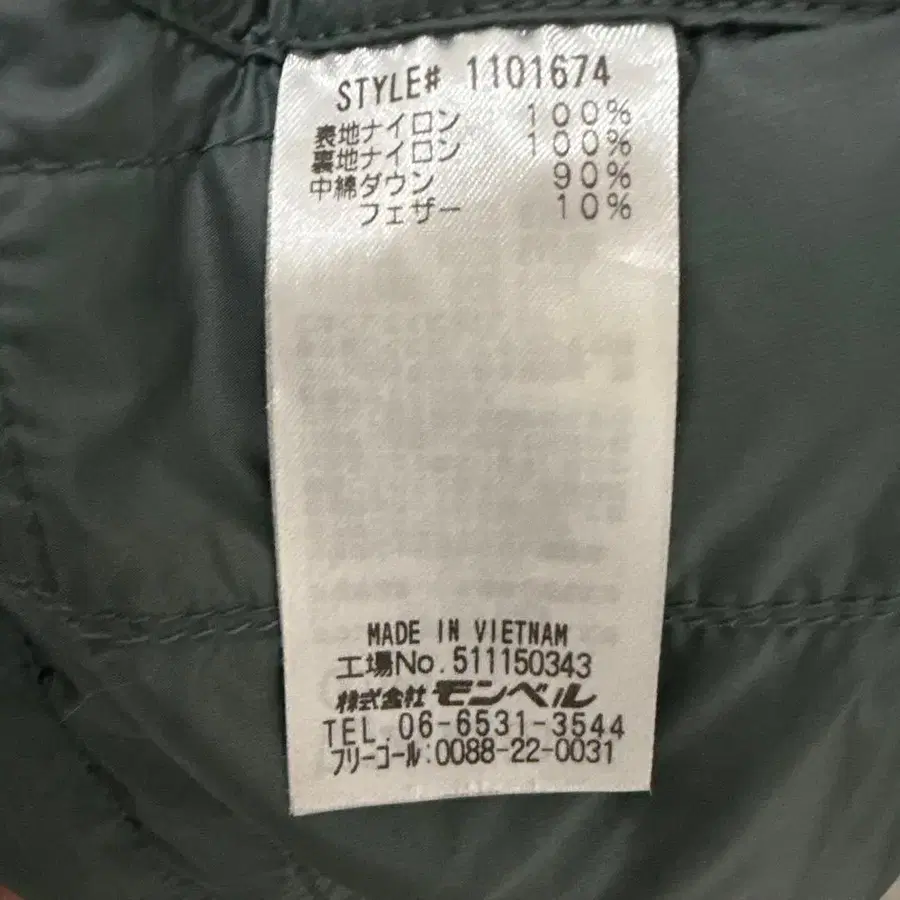 STYLE# 1101674
表地ナイロン 100%
裏地ナイロン 100%
中綿ダウン 90%
フェザー 10%
MADE IN VIETNAM
工場No.511150343
株式会社モンベル
TEL.06-6531-3544
フリーコール:0088-22-0031